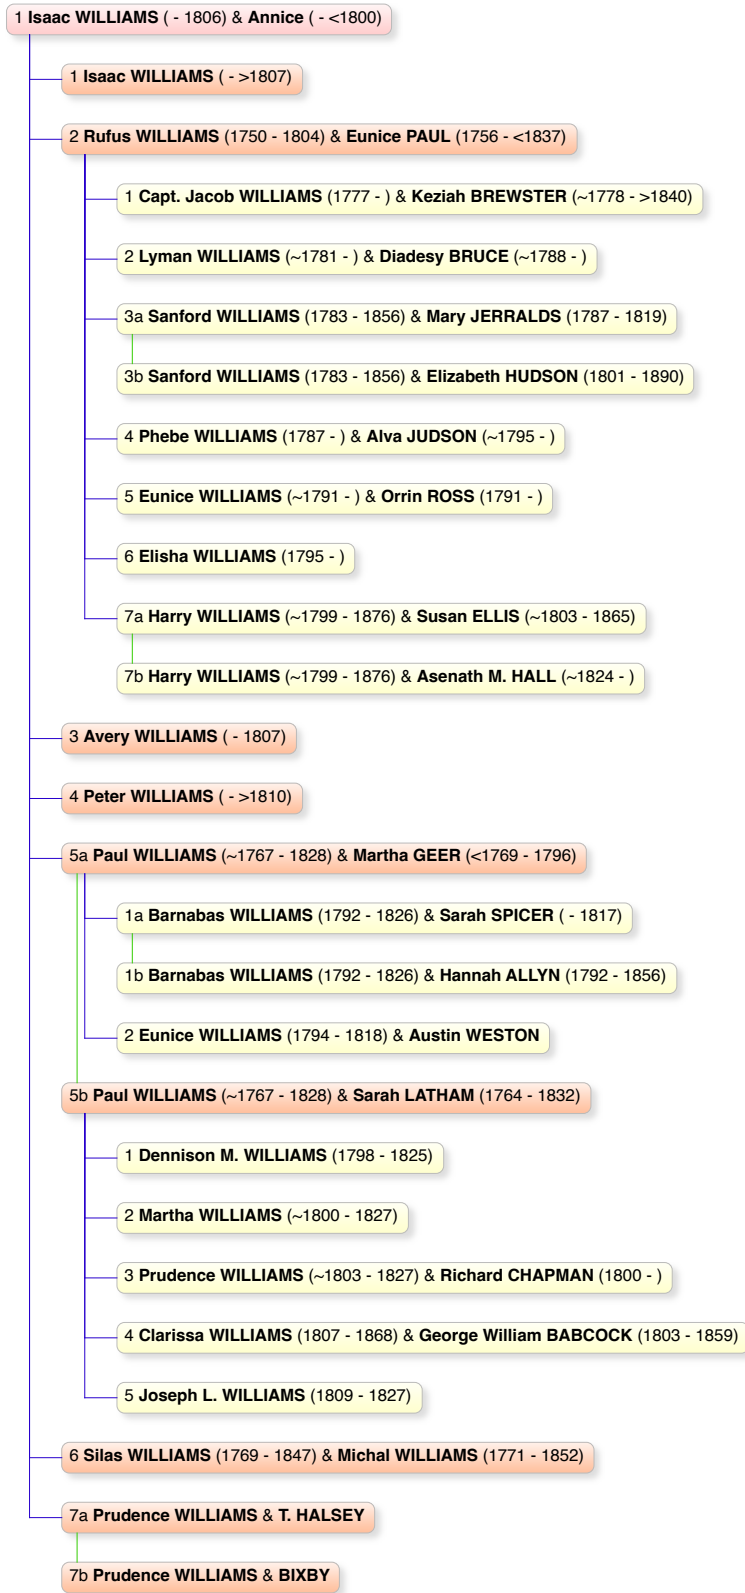 1 Isaac WILLIAMS ( - 1806) & Annice ( - <1800)
1 Isaac WILLIAMS ( - >1807)
2 Rufus WILLIAMS (1750 - 1804) & Eunice PAUL (1756 - <1837)
1 Capt. Jacob WILLIAMS (1777 - ) & Keziah BREWSTER (~1778 - >1840)
2 Lyman WILLIAMS (~1781 - ) & Diadesy BRUCE (~1788 - )
3a Sanford WILLIAMS (1783 - 1856) & Mary JERRALDS (1787 - 1819)
3b Sanford WILLIAMS (1783 - 1856) & Elizabeth HUDSON (1801 - 1890)
4 Phebe WILLIAMS (1787 - ) & Alva JUDSON (~1795 - )
5 Eunice WILLIAMS (~1791 - ) & Orrin ROSS (1791 - )
6 Elisha WILLIAMS (1795 - )
7a Harry WILLIAMS (~1799 - 1876) & Susan ELLIS (~1803 - 1865)
7b Harry WILLIAMS (~1799 - 1876) & Asenath M. HALL (~1824 - )
3 Avery WILLIAMS ( - 1807)
4 Peter WILLIAMS ( - >1810)
5a Paul WILLIAMS (~1767 - 1828) & Martha GEER (<1769 - 1796)
1a Barnabas WILLIAMS (1792 - 1826) & Sarah SPICER ( - 1817)
1b Barnabas WILLIAMS (1792 - 1826) & Hannah ALLYN (1792 - 1856)
2 Eunice WILLIAMS (1794 - 1818) & Austin WESTON
5b Paul WILLIAMS (~1767 - 1828) & Sarah LATHAM (1764 - 1832)
1 Dennison M. WILLIAMS (1798 - 1825)
2 Martha WILLIAMS (~1800 - 1827)
3 Prudence WILLIAMS (~1803 - 1827) & Richard CHAPMAN (1800 - )
4 Clarissa WILLIAMS (1807 - 1868) & George William BABCOCK (1803 - 1859)
5 Joseph L. WILLIAMS (1809 - 1827)
6 Silas WILLIAMS (1769 - 1847) & Michal WILLIAMS (1771 - 1852)
7a Prudence WILLIAMS & T. HALSEY
7b Prudence WILLIAMS & BIXBY